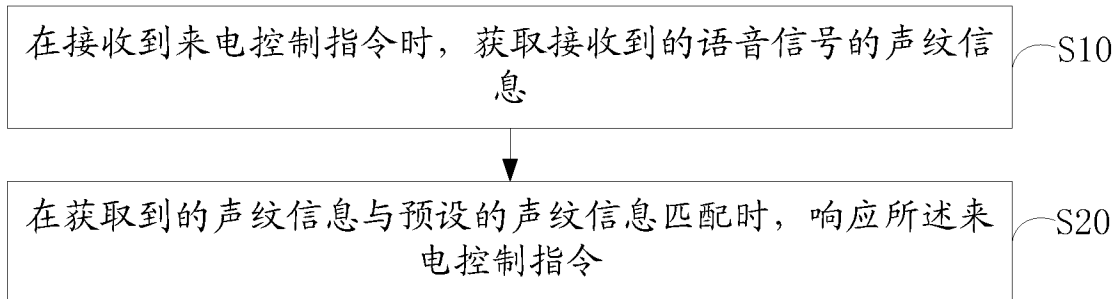 在接收到来电控制指令时，获取接收到的语音信号的声纹信
息
S10
在获取到的声纹信息与预设的声纹信息匹配时，响应所述来
电控制指令
S20